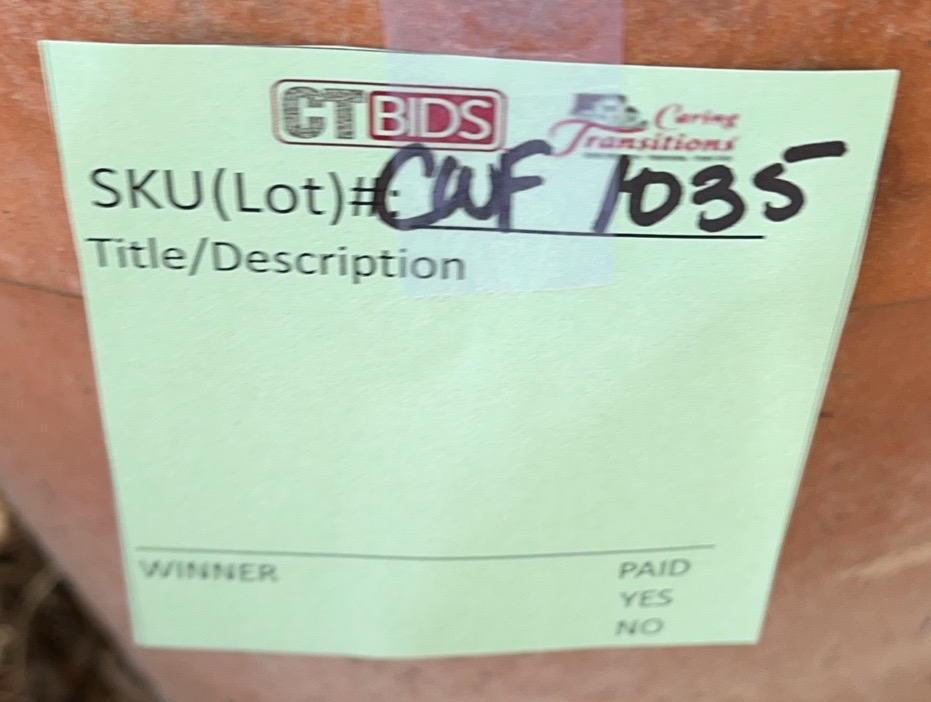 CTBIDS
Caring
Transitions
SKU(Lot)#: CWF 1035
Title/Description
WINNER PAID
YES
NO